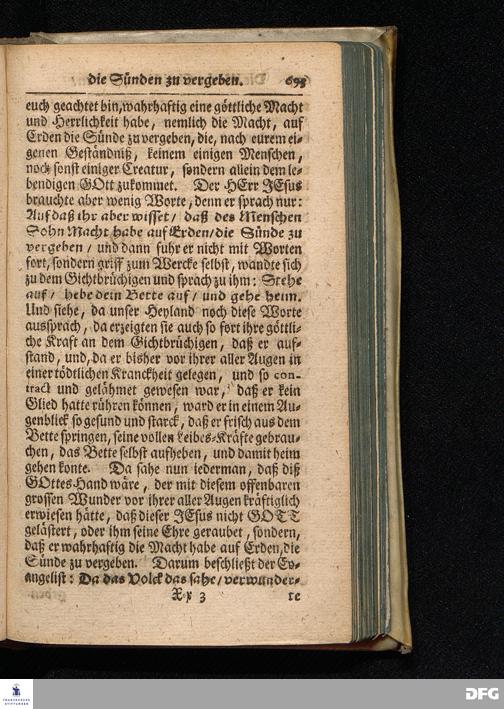 die Sünden zu vergeben. 693
euch geachtet bin, wahrhaftig eine göttliche Macht
und Herrlichkeit habe, nemlich die Macht, auf
Erden die Sünde zu vergeben, die, nach eurem ei-
genen Geständniß, keinem einigen Menschen,
noch sonst einiger Creatur, sondern allein dem le-
bendigen GOtt zukommet. Der HErr JEsus
brauchte aber wenig Worte, denn er sprach nur:
Auf daß ihr aber wisset / daß des Menschen
Sohn Macht habe auf Erden / die Sünde zu
vergeben / und dann fuhr er nicht mit Worten
fort, sondern griff zum Wercke selbst, wandte sich
zu dem Gichtbrüchigen und sprach zu ihm: Stehe
auf / hebe dein Bette auf / und gehe heim.
Und siehe, da unser Heyland noch diese Worte
aussprach, da erzeigten sie auch so fort ihre göttli-
che Kraft an dem Gichtbrüchigen, daß er auf-
stand, und, da er bisher vor ihrer aller Augen in
einer tödtlichen Kranckheit gelegen, und so con-
tract und gelähmet gewesen war, daß er kein
Glied hatte rühren können, ward er in einem Au-
genblick so gesund und starck, daß er frisch aus dem
Bette springen, seine vollen Leibes-Kräfte gebrau-
chen, das Bette selbst aufheben, und damit heim
gehen konte. Da sahe nun iederman, daß diß
GOttes Hand wäre, der mit diesem offenbaren
grossen Wunder vor ihrer aller Augen kräftiglich
erwiesen hätte, daß dieser JEsus nicht GOTT
gelästert, oder ihm seine Ehre geraubet, sondern,
daß er wahrhaftig die Macht habe auf Erden, die
Sünde zu vergeben. Darum beschließt der Ev-
angelist: Da das Volck das sahe / verwunder-
X x 3 te
FRANCKESCHE
STIFTUNGEN
DFG